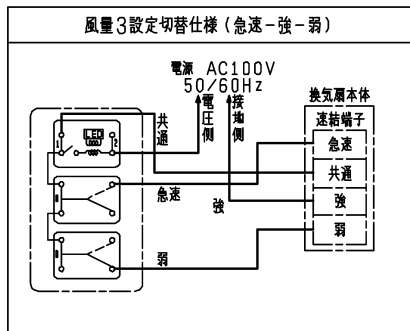 風量3設定切替仕様（急速－強－弱）
電源 AC100V
50/60Hz
電圧側
接地側
換気扇本体
速結端子
急速
共通
強
弱
共通
LED
1
2
急速
強
弱